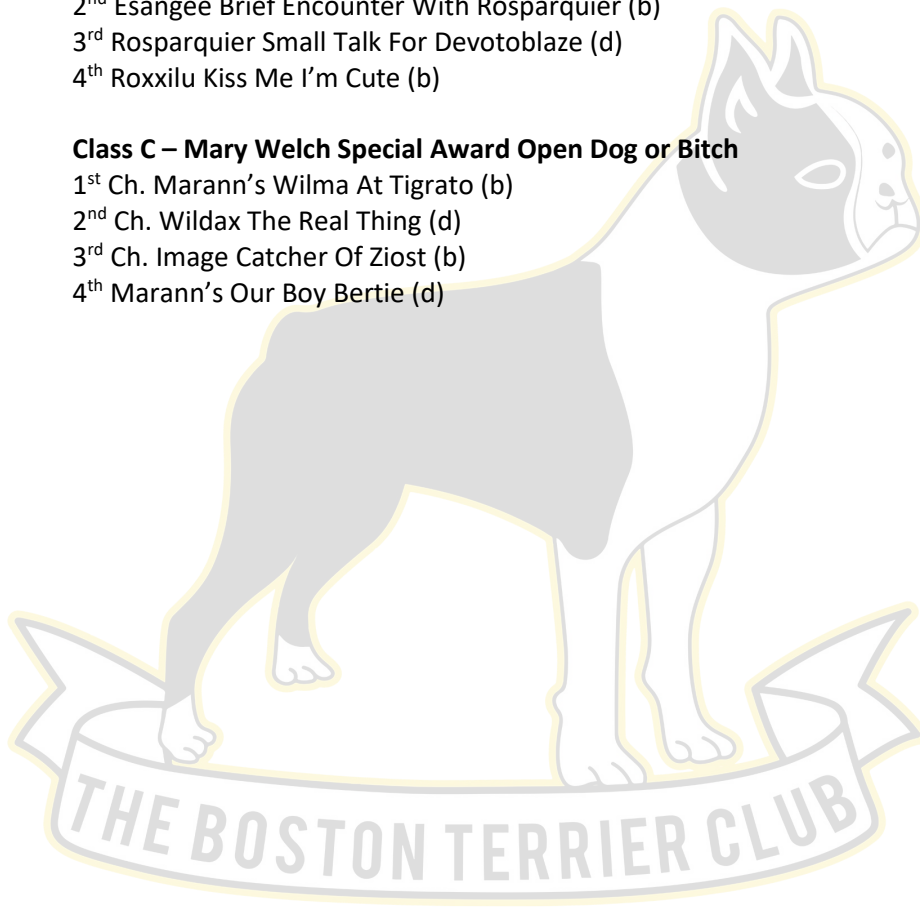 2nd Esangee Brief Encounter With Rosparquier (b)
3rd Rosparquier Small Talk For Devotoblaze (d)
4th Roxxilu Kiss Me I’m Cute (b)
Class C – Mary Welch Special Award Open Dog or Bitch
1st Ch. Marann’s Wilma At Tigrato (b)
2nd Ch. Wildax The Real Thing (d)
3rd Ch. Image Catcher Of Ziost (b)
4th Marann’s Our Boy Bertie (d)
THE BOSTON TERRIER CLUB